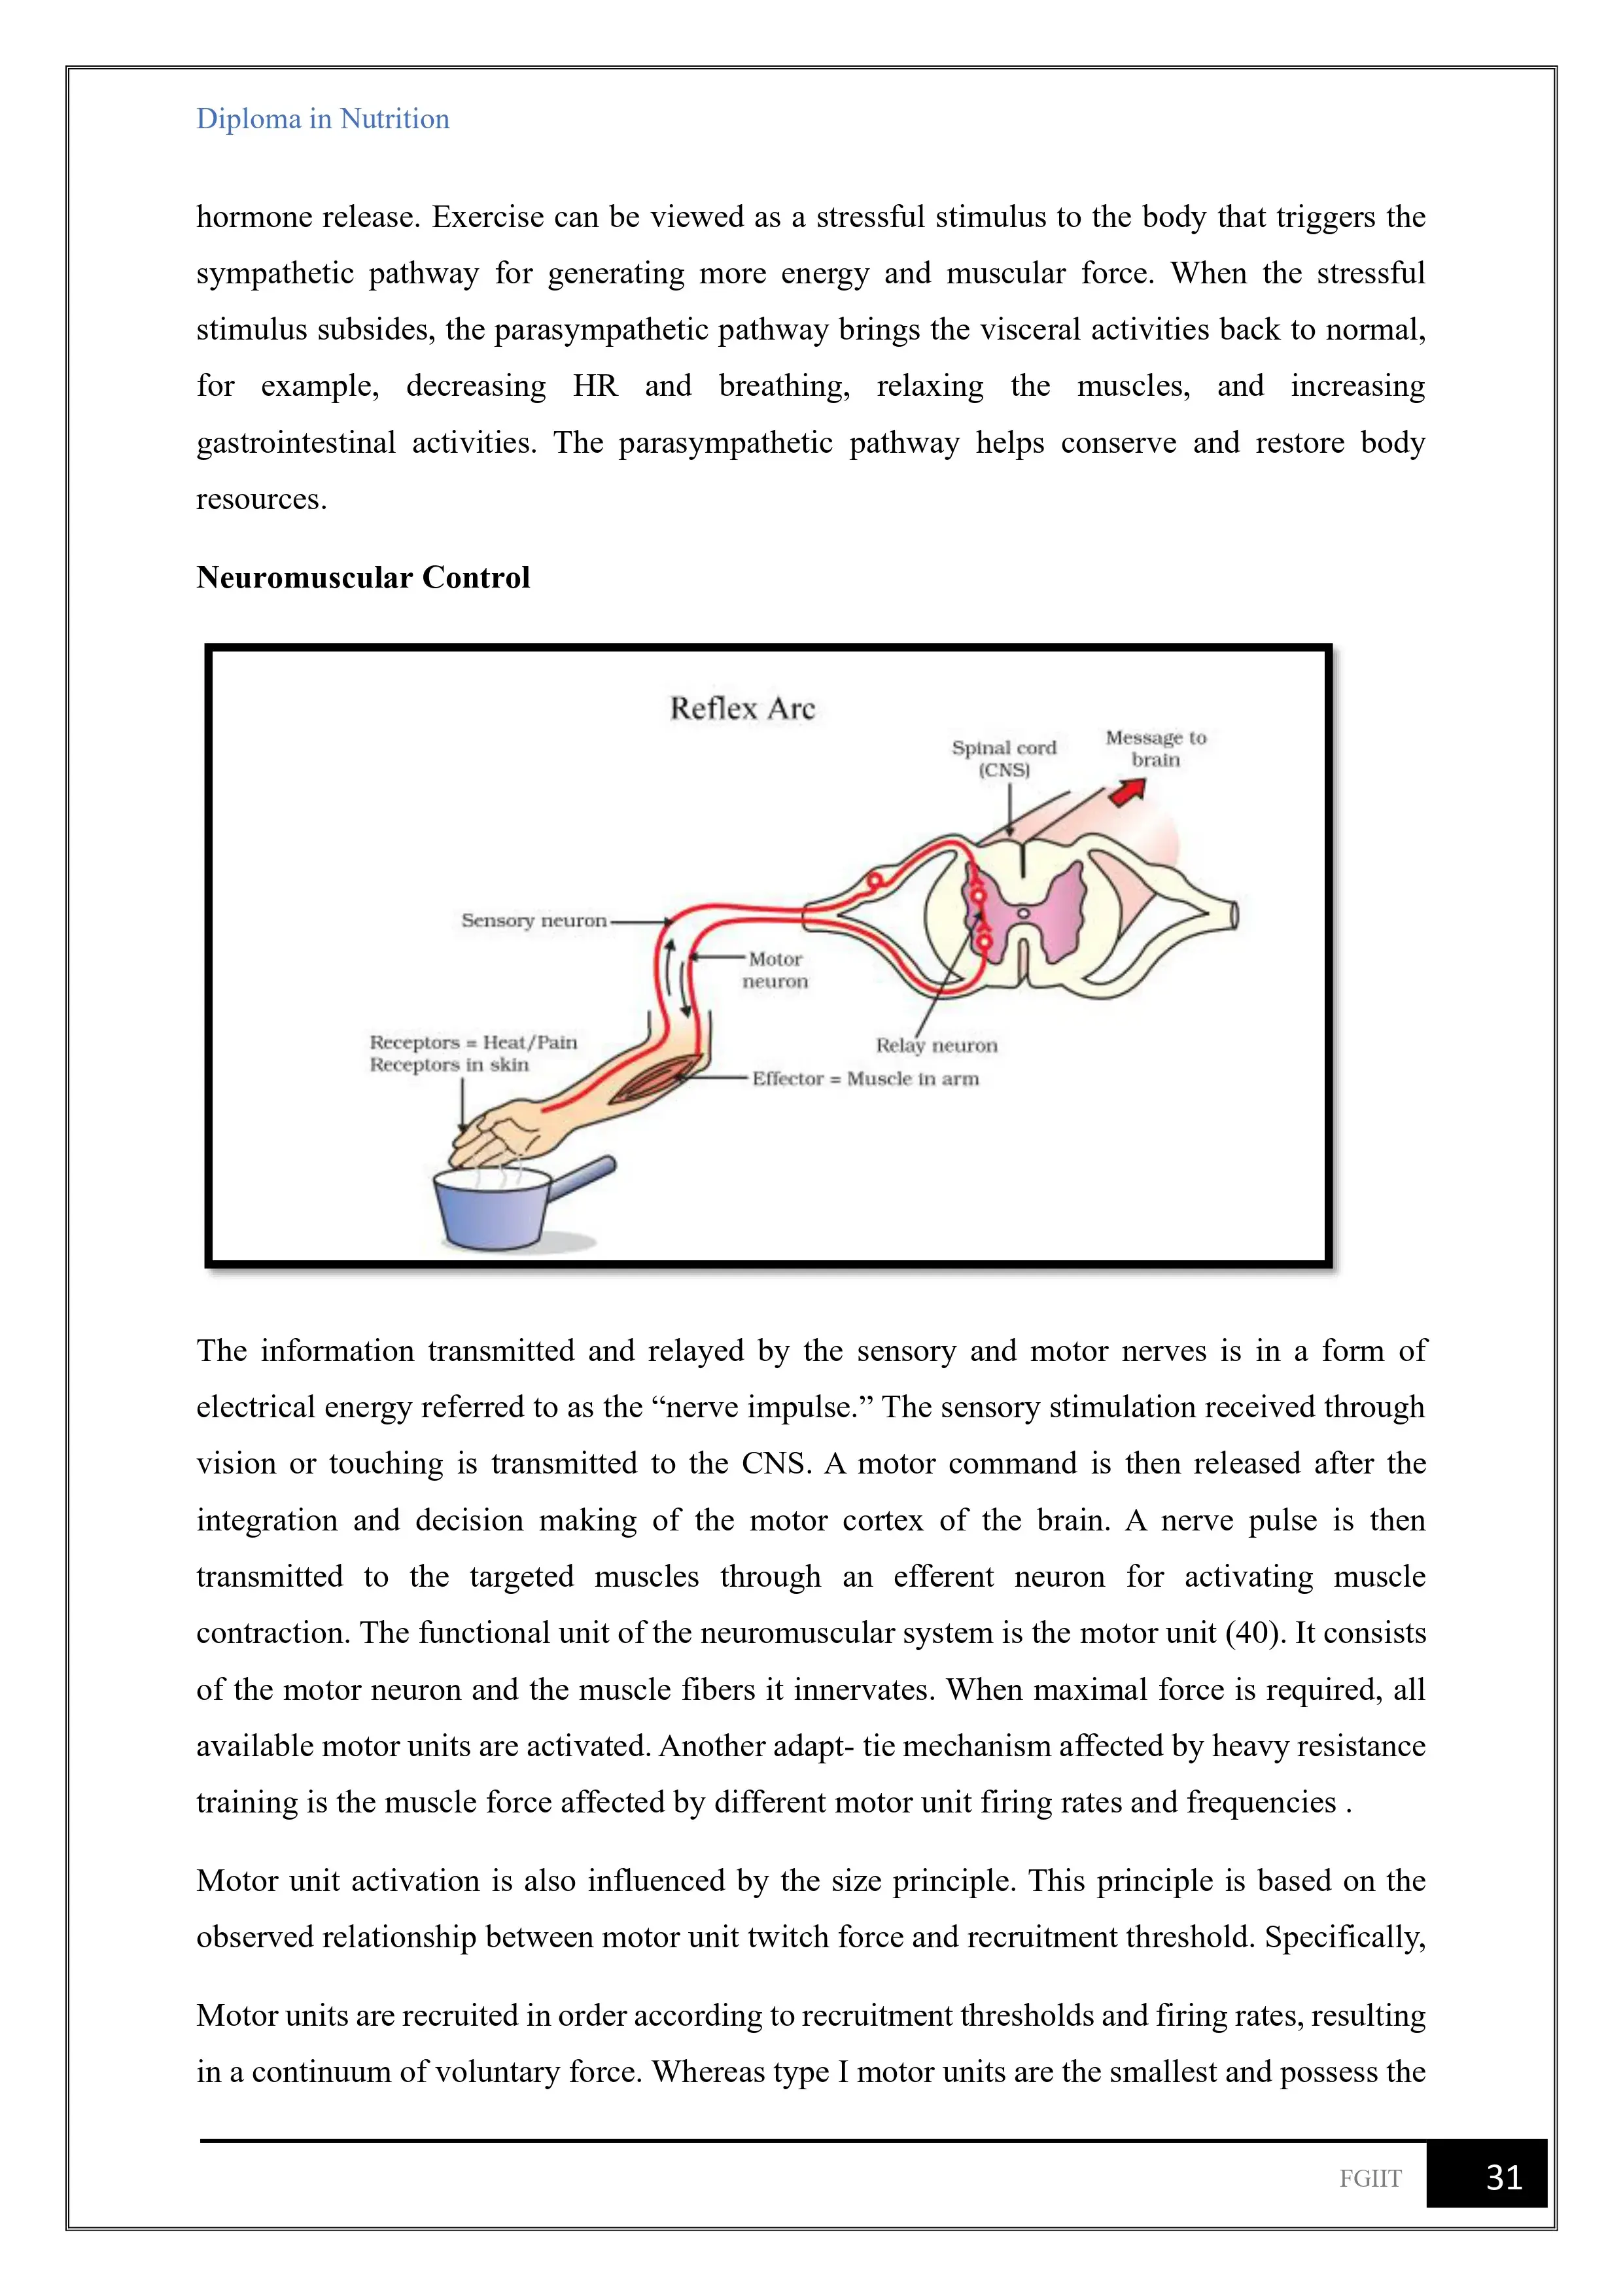 Diploma in Nutrition
hormone release. Exercise can be viewed as a stressful stimulus to the body that triggers the
sympathetic pathway for generating more energy and muscular force. When the stressful
stimulus subsides, the parasympathetic pathway brings the visceral activities back to normal,
for example, decreasing HR and breathing, relaxing the muscles, and increasing
gastrointestinal activities. The parasympathetic pathway helps conserve and restore body
resources.
Neuromuscular Control
Reflex Arc
Spinal cord
(CNS)
Message to
brain
Sensory neuron
Motor
neuron
Receptors = Heat/Pain
Receptors in skin
Relay neuron
Effector = Muscle in arm
The information transmitted and relayed by the sensory and motor nerves is in a form of
electrical energy referred to as the “nerve impulse.” The sensory stimulation received through
vision or touching is transmitted to the CNS. A motor command is then released after the
integration and decision making of the motor cortex of the brain. A nerve pulse is then
transmitted to the targeted muscles through an efferent neuron for activating muscle
contraction. The functional unit of the neuromuscular system is the motor unit (40). It consists
of the motor neuron and the muscle fibers it innervates. When maximal force is required, all
available motor units are activated. Another adapt- tie mechanism affected by heavy resistance
training is the muscle force affected by different motor unit firing rates and frequencies .
Motor unit activation is also influenced by the size principle. This principle is based on the
observed relationship between motor unit twitch force and recruitment threshold. Specifically,
Motor units are recruited in order according to recruitment thresholds and firing rates, resulting
in a continuum of voluntary force. Whereas type I motor units are the smallest and possess the
FGIIT
31